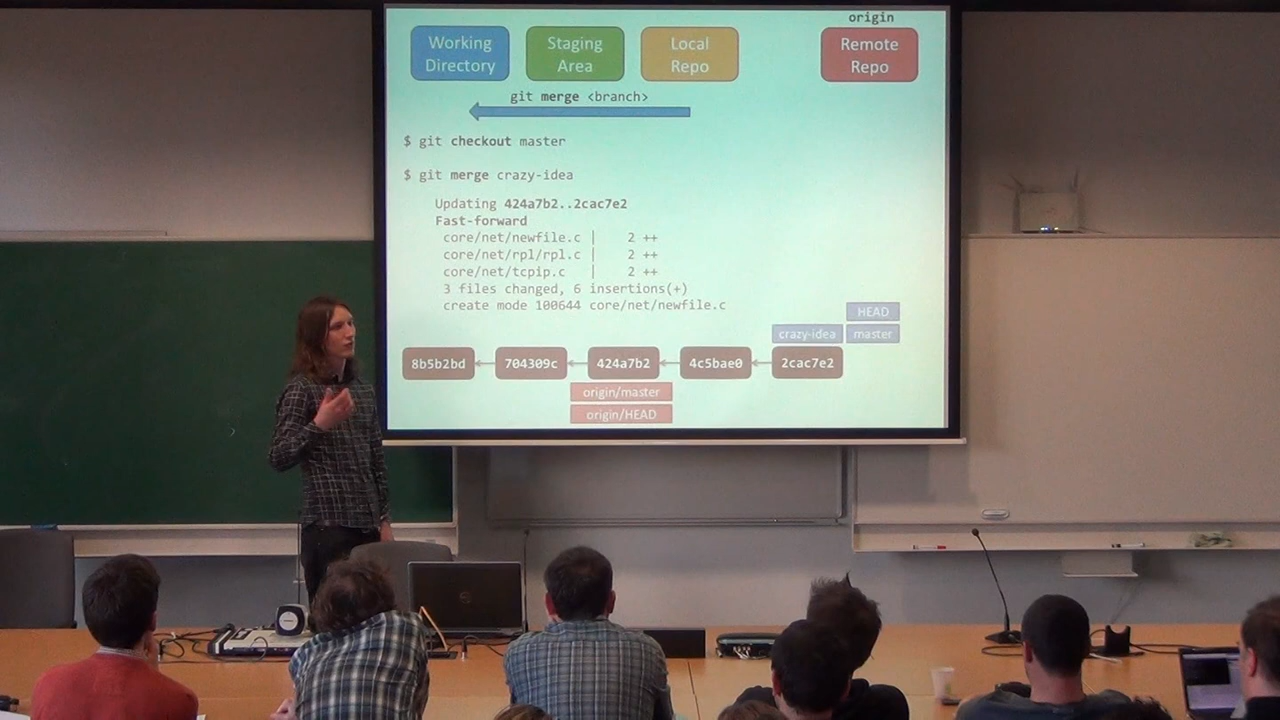 origin
Working
Directory
Staging
Area
Local
Repo
Remote
Repo
git merge <branch>
$ git checkout master
$ git merge crazy-idea
Updating 424a7b2..2cac7e2
Fast-forward
core/net/newfile.c | 2 ++
core/net/rpl/rpl.c | 2 ++
core/net/tcpip.c | 2 ++
3 files changed, 6 insertions(+)
create mode 100644 core/net/newfile.c
HEAD
crazy-idea master
8b5b2bd 704309c 424a7b2 4c5bae0 2cac7e2
origin/master
origin/HEAD